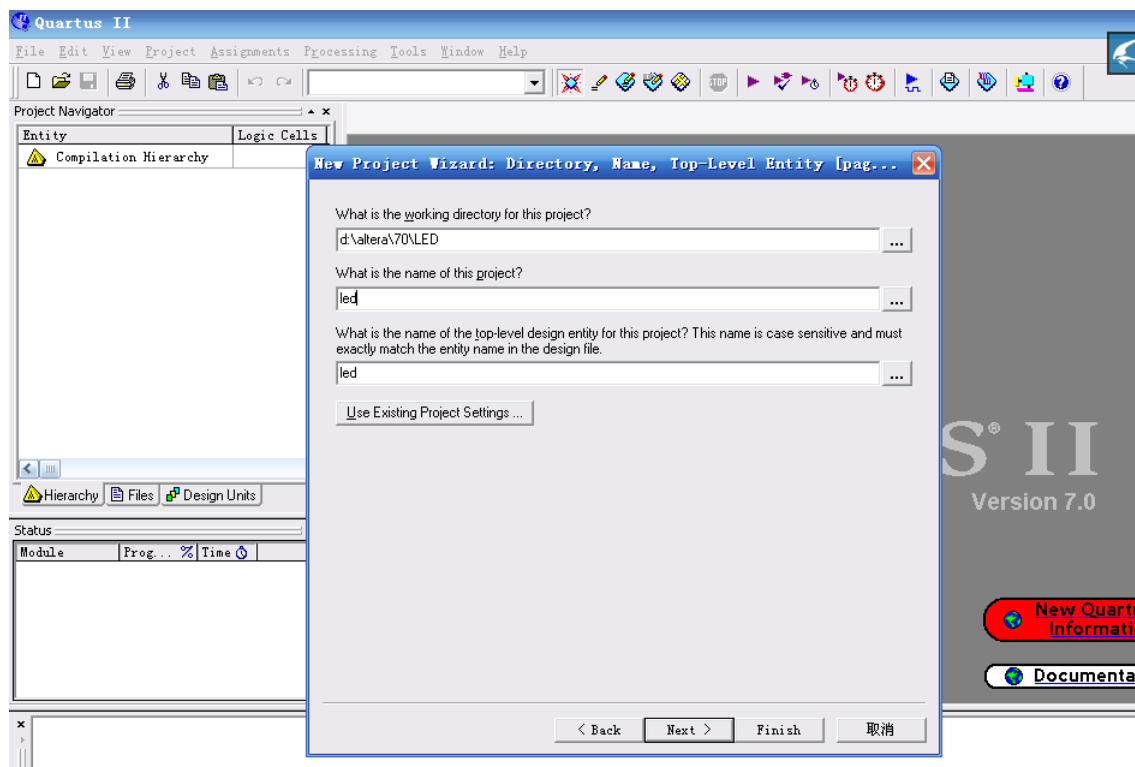 Quartus II
File Edit View Project Assignments Processing Tools Window Help
STOP
Project Navigator
Entity Logic Cells
Compilation Hierarchy
New Project Wizard: Directory, Name, Top-Level Entity [pag...
What is the working directory for this project?
d:\altera\70\LED
...
What is the name of this project?
led
...
What is the name of the top-level design entity for this project? This name is case sensitive and must
exactly match the entity name in the design file.
led
...
Use Existing Project Settings ...
S® II
Version 7.0
Hierarchy Files Design Units
Status
Module Prog... % Time
New Quart
Informati
Documenta
< Back Next > Finish 取消